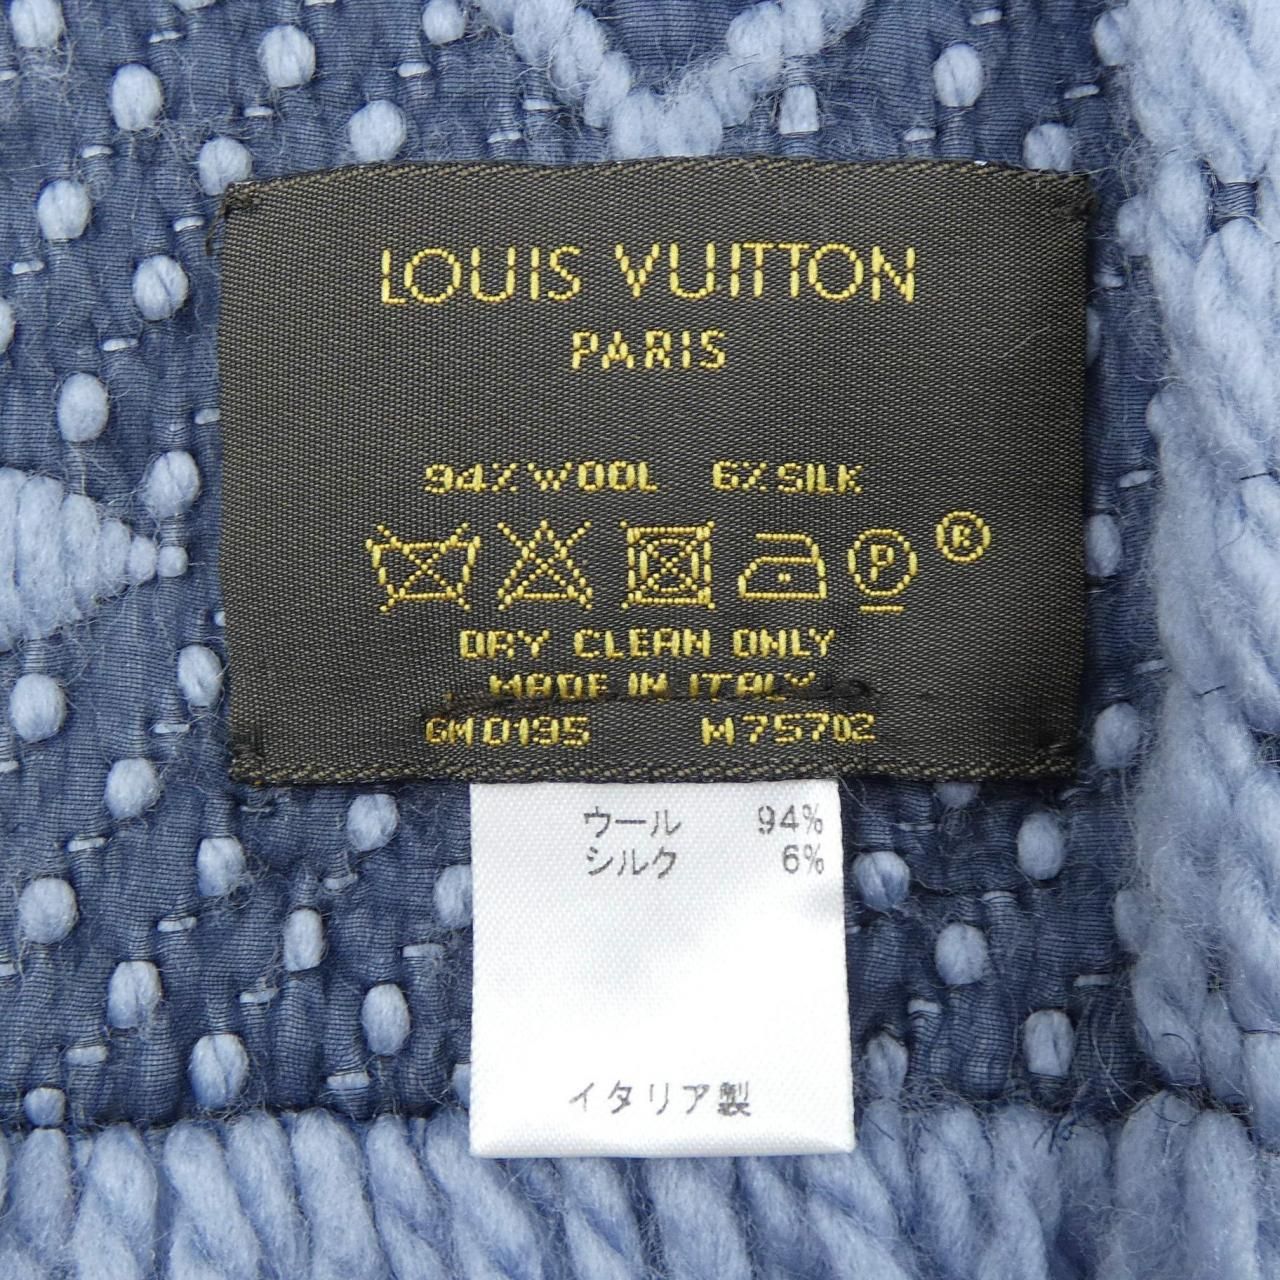 LOUIS VUITTON
PARIS
94% WOOL 6% SILK
P ®
DRY CLEAN ONLY
MADE IN ITALY
GM0195 M75702
ウール 94%
シルク 6%
イタリア製